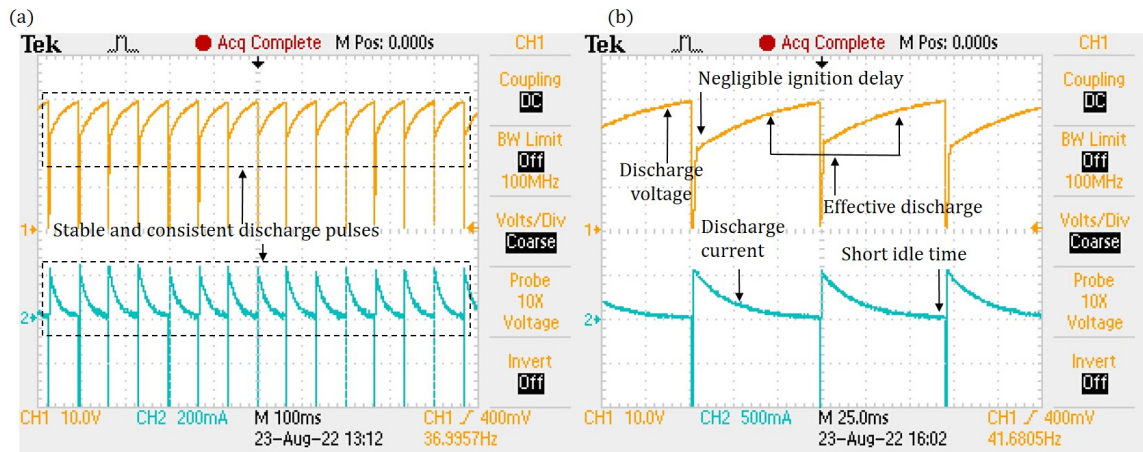 (a)
Tek Acq Complete M Pos: 0.000s CH1
Coupling
DC
BW Limit
Off
100MHz
1
Stable and consistent discharge pulses
Volts/Div
Coarse
Probe
10X
Voltage
2
Invert
Off
CH1 10.0V CH2 200mA M 100ms CH1 / 400mV
23-Aug-22 13:12 36.9957Hz
(b)
Tek Acq Complete M Pos: 0.000s CH1
Negligible ignition delay
Coupling
DC
BW Limit
Off
100MHz
Discharge
voltage
Effective discharge
1
Volts/Div
Coarse
Discharge
current
Short idle time
Probe
10X
Voltage
2
Invert
Off
CH1 10.0V CH2 500mA M 25.0ms CH1 / 400mV
23-Aug-22 16:02 41.6805Hz